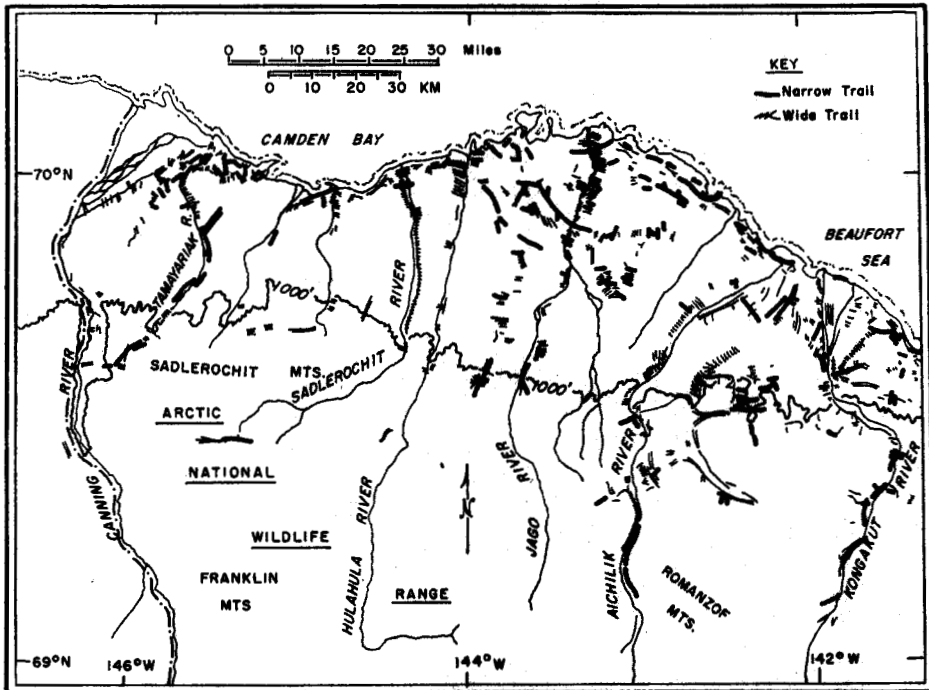 0 5 10 15 20 25 30 Miles
0 10 20 30 KM
KEY
Narrow Trail
Wide Trail
CAMDEN BAY
70°N
BEAUFORT
SEA
TAMAYARIAK R.
1000'
RIVER
SADLEROCHIT MTS.
SADLEROCHIT
1000'
RIVER
ARCTIC
NATIONAL
WILDLIFE
RANGE
CANNING
FRANKLIN
MTS
HULAHULA RIVER
JAGO RIVER
AICHILIK RIVER
ROMANZOF
MTS.
KONGAKUT RIVER
N
69°N
146°W
144°W
142°W